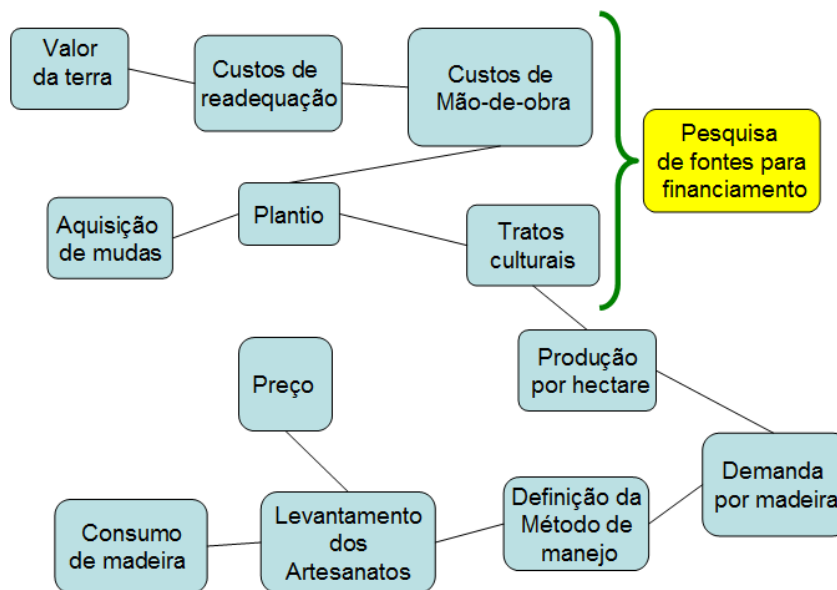 Valor
da terra
Custos de
readequação
Custos de
Mão-de-obra
Pesquisa
de fontes para
financiamento
Aquisição
de mudas
Plantio
Tratos
culturais
Produção
por hectare
Preço
Demanda
por madeira
Definição da
Método de
manejo
Levantamento
dos
Artesanatos
Consumo
de madeira